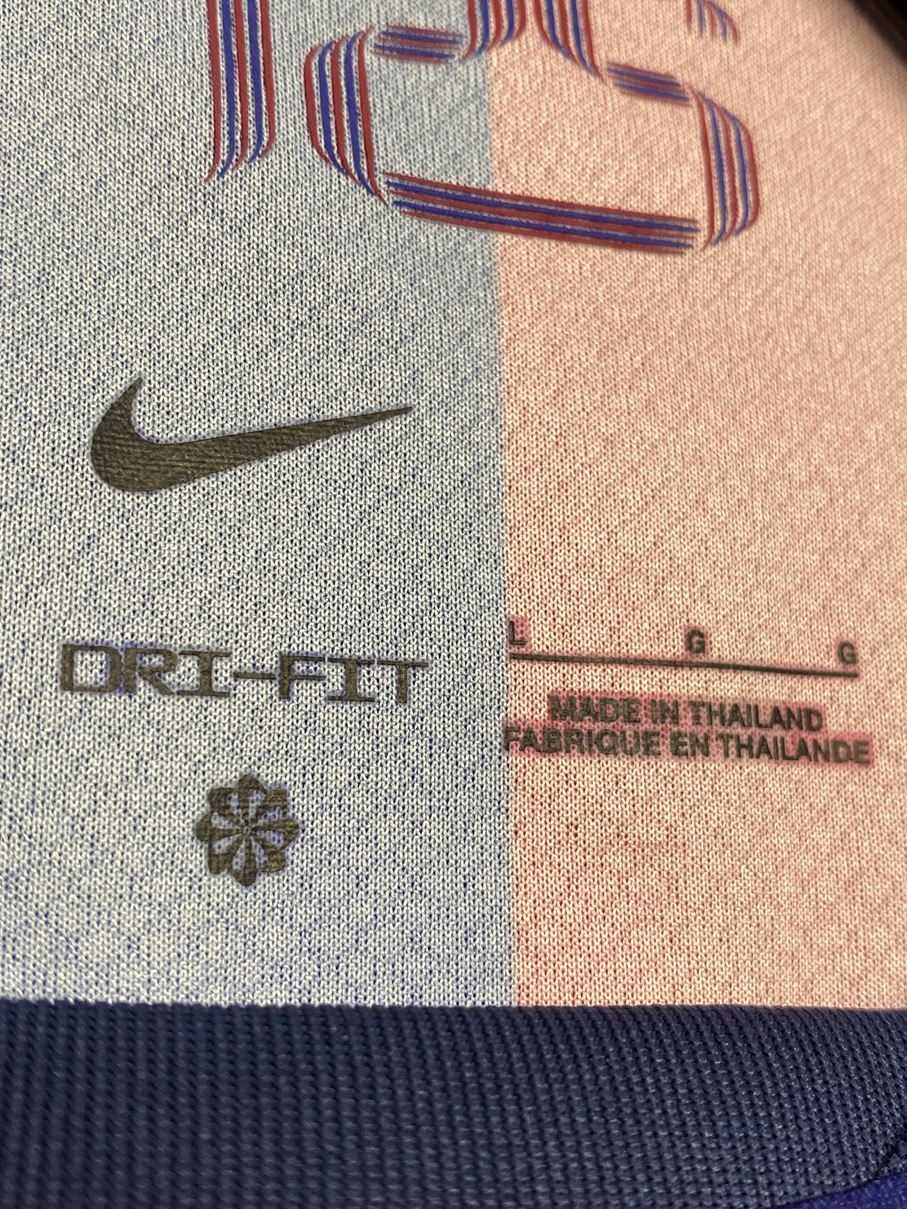 DRI-FIT
L G G
MADE IN THAILAND
FABRIQUE EN THAILANDE